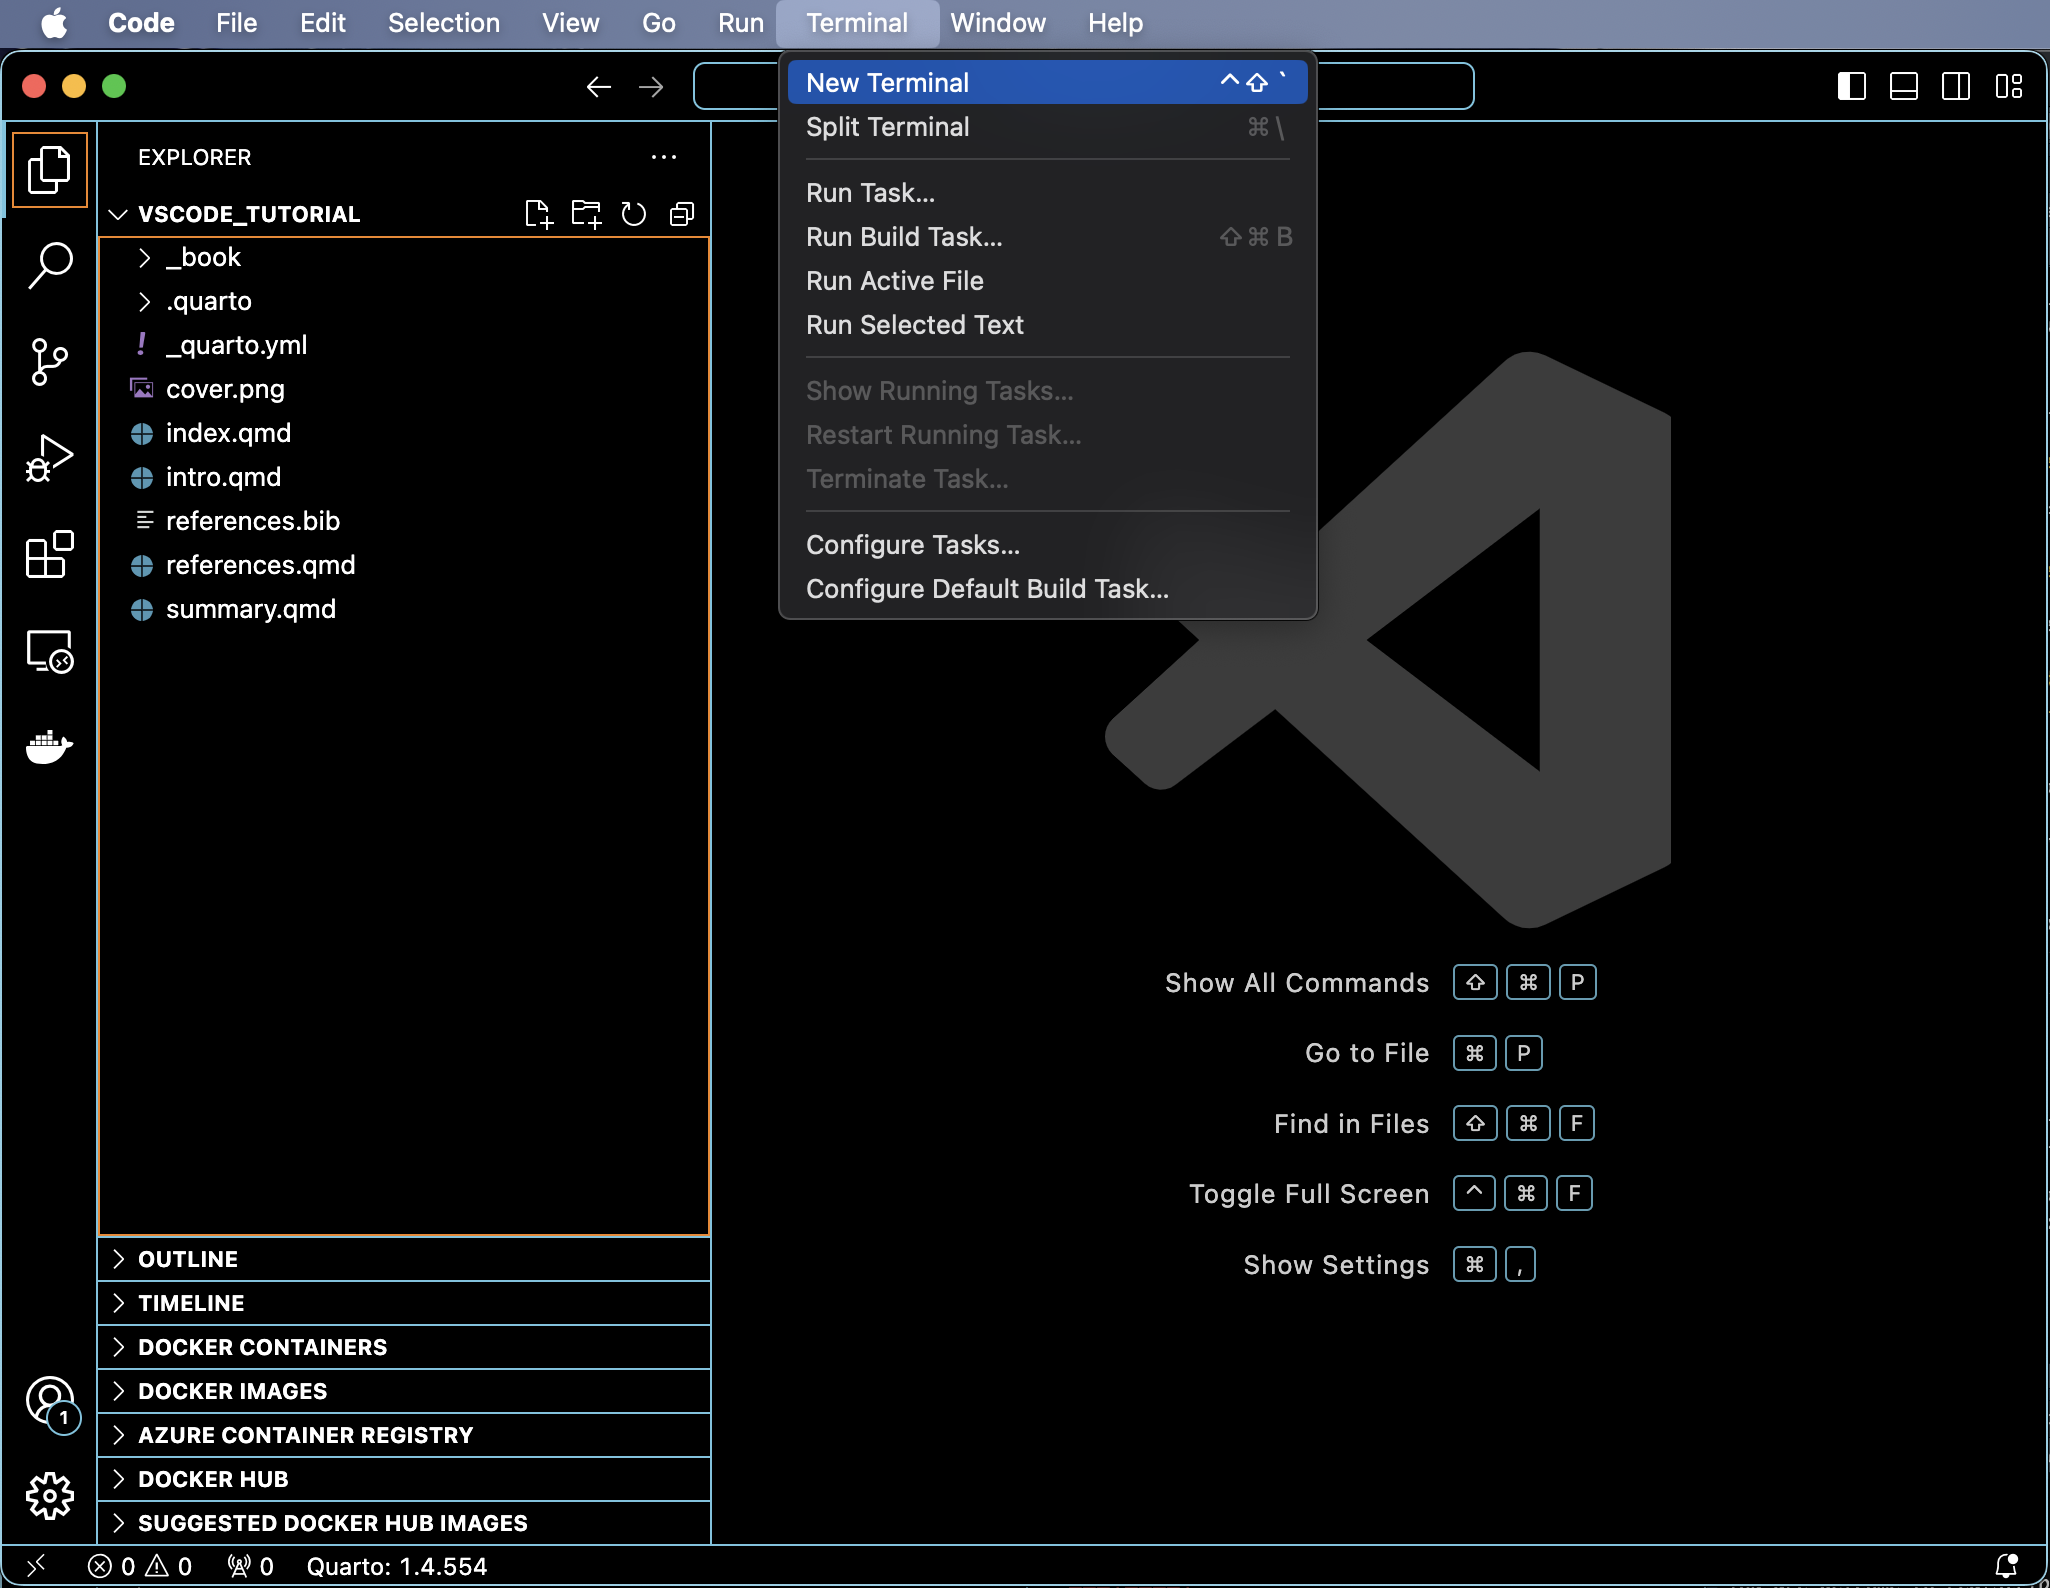 Code File Edit Selection View Go Run Terminal Window Help
New Terminal ^⇧`
Split Terminal ⌘\
Run Task...
Run Build Task... ⇧⌘B
Run Active File
Run Selected Text
Show Running Tasks...
Restart Running Task...
Terminate Task...
Configure Tasks...
Configure Default Build Task...
EXPLORER
VSCODE_TUTORIAL
_book
.quarto
! _quarto.yml
cover.png
index.qmd
intro.qmd
references.bib
references.qmd
summary.qmd
OUTLINE
TIMELINE
DOCKER CONTAINERS
DOCKER IMAGES
AZURE CONTAINER REGISTRY
DOCKER HUB
SUGGESTED DOCKER HUB IMAGES
1
Show All Commands ⇧ ⌘ P
Go to File ⌘ P
Find in Files ⇧ ⌘ F
Toggle Full Screen ^ ⌘ F
Show Settings ⌘ ,
0 0 0 Quarto: 1.4.554